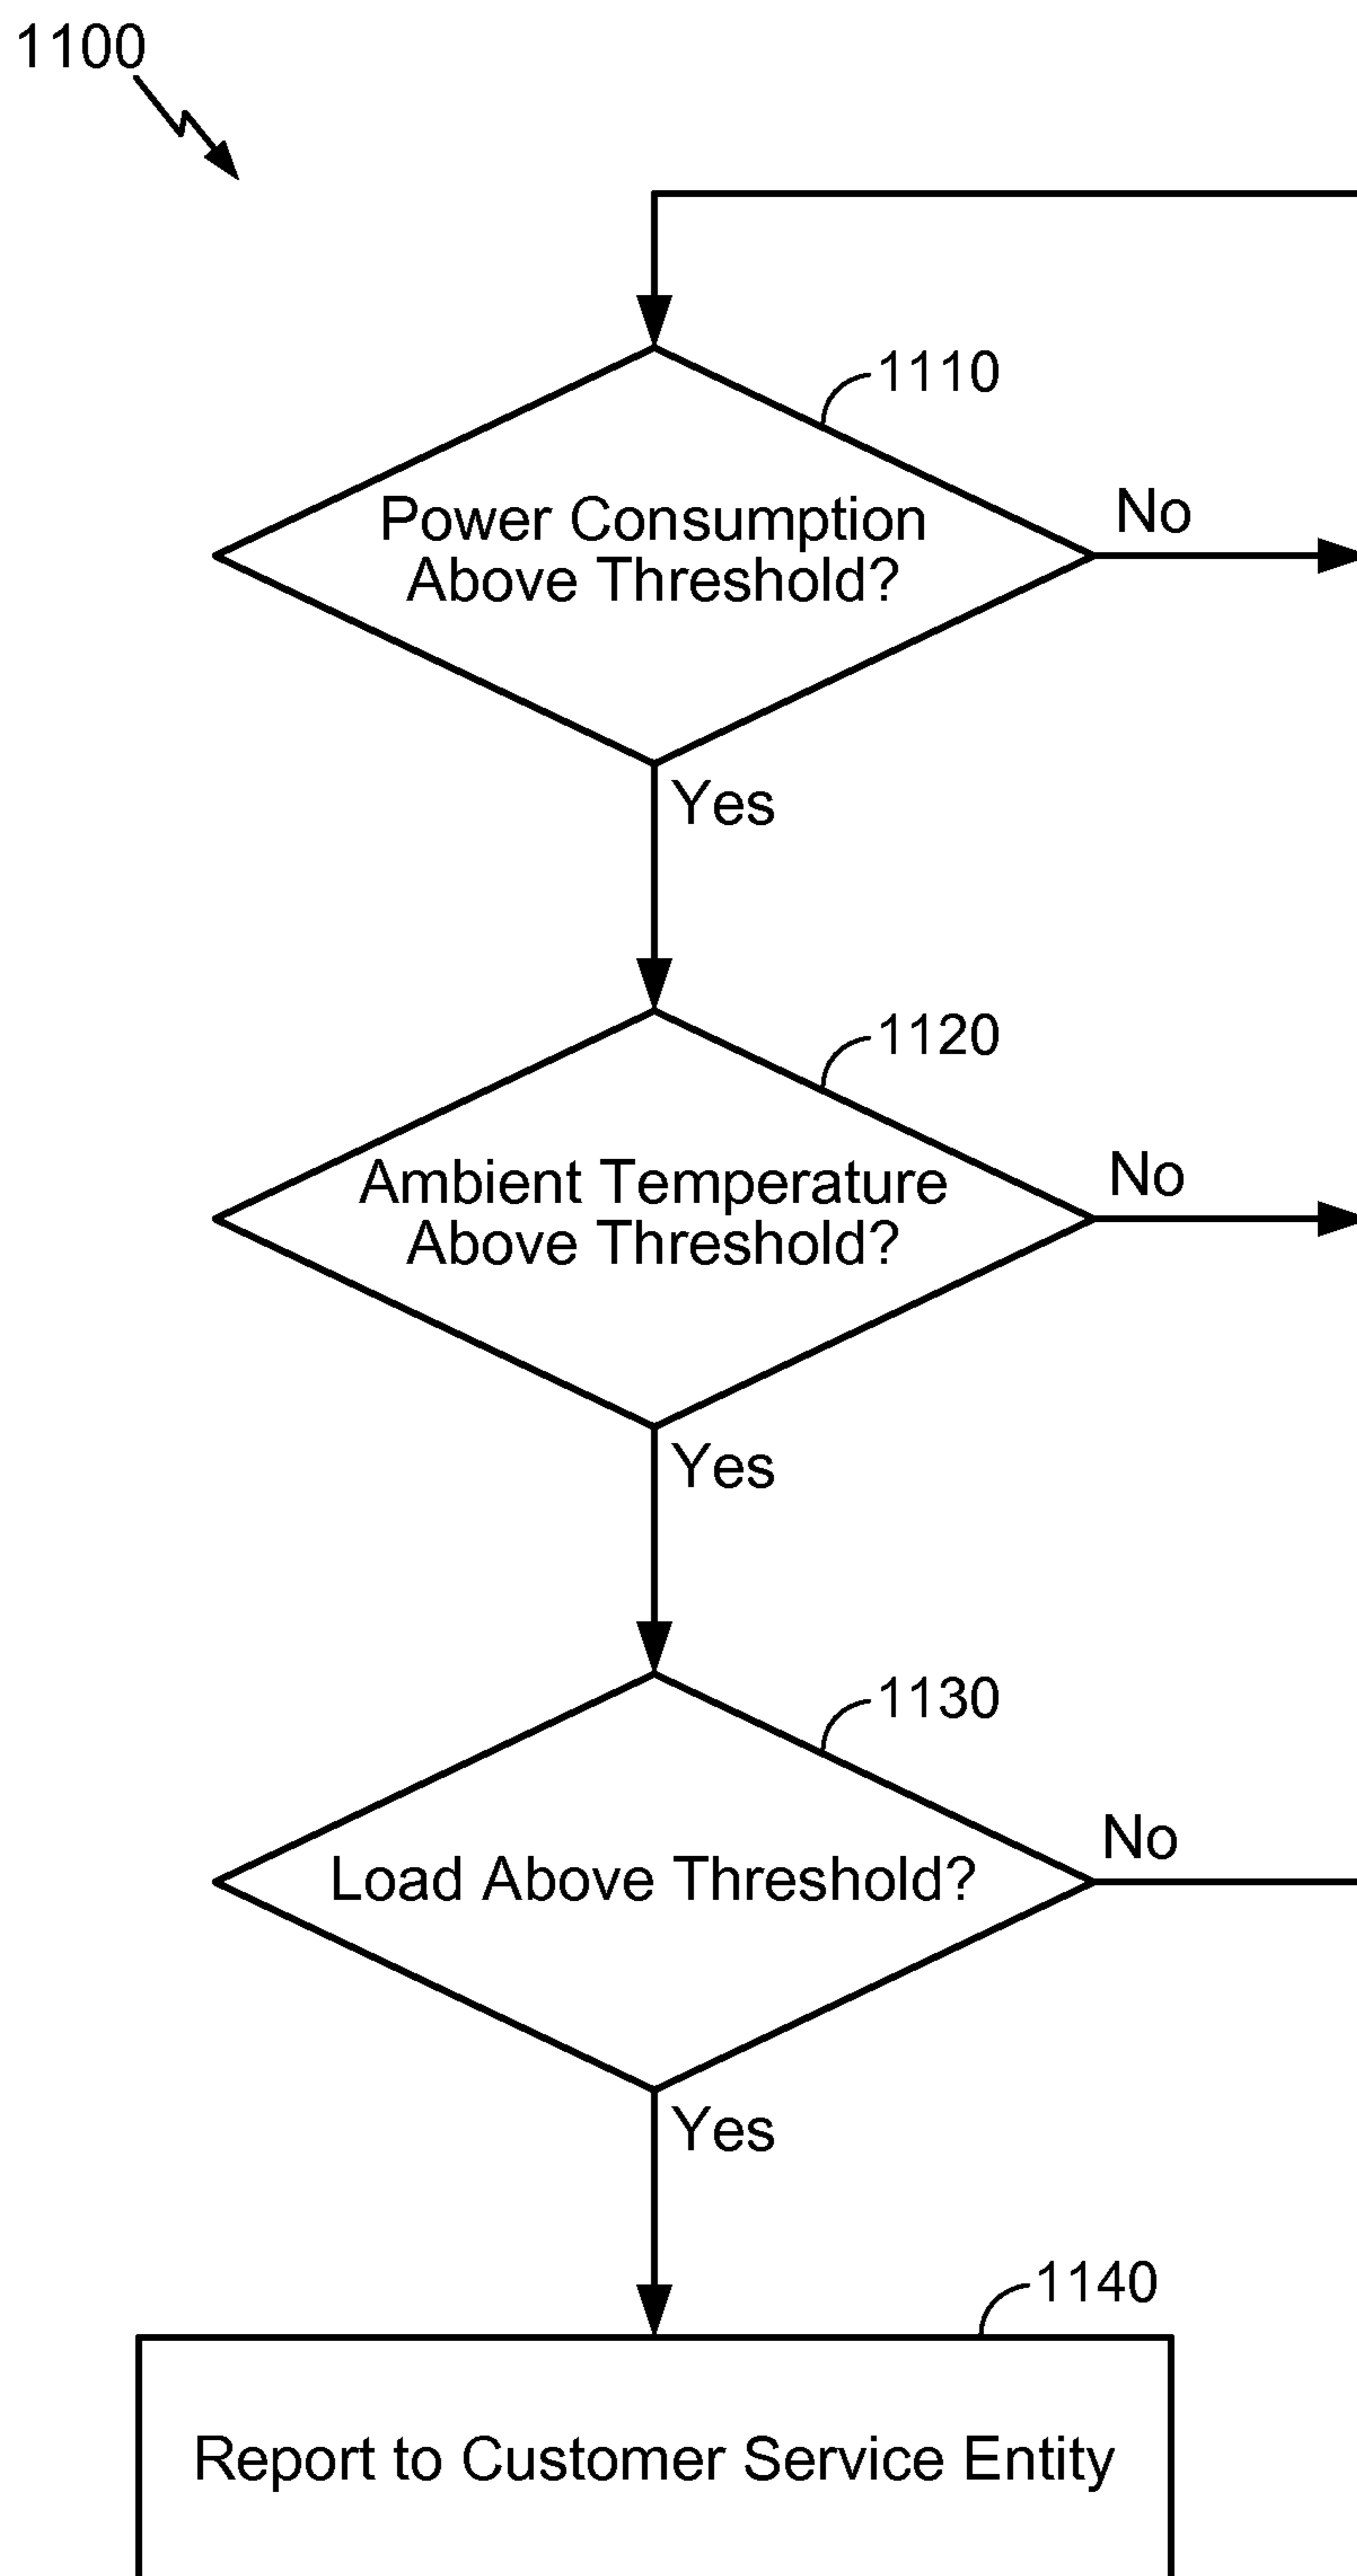 1100
1110
Power Consumption
Above Threshold?
No
Yes
1120
Ambient Temperature
Above Threshold?
No
Yes
1130
Load Above Threshold?
No
Yes
1140
Report to Customer Service Entity